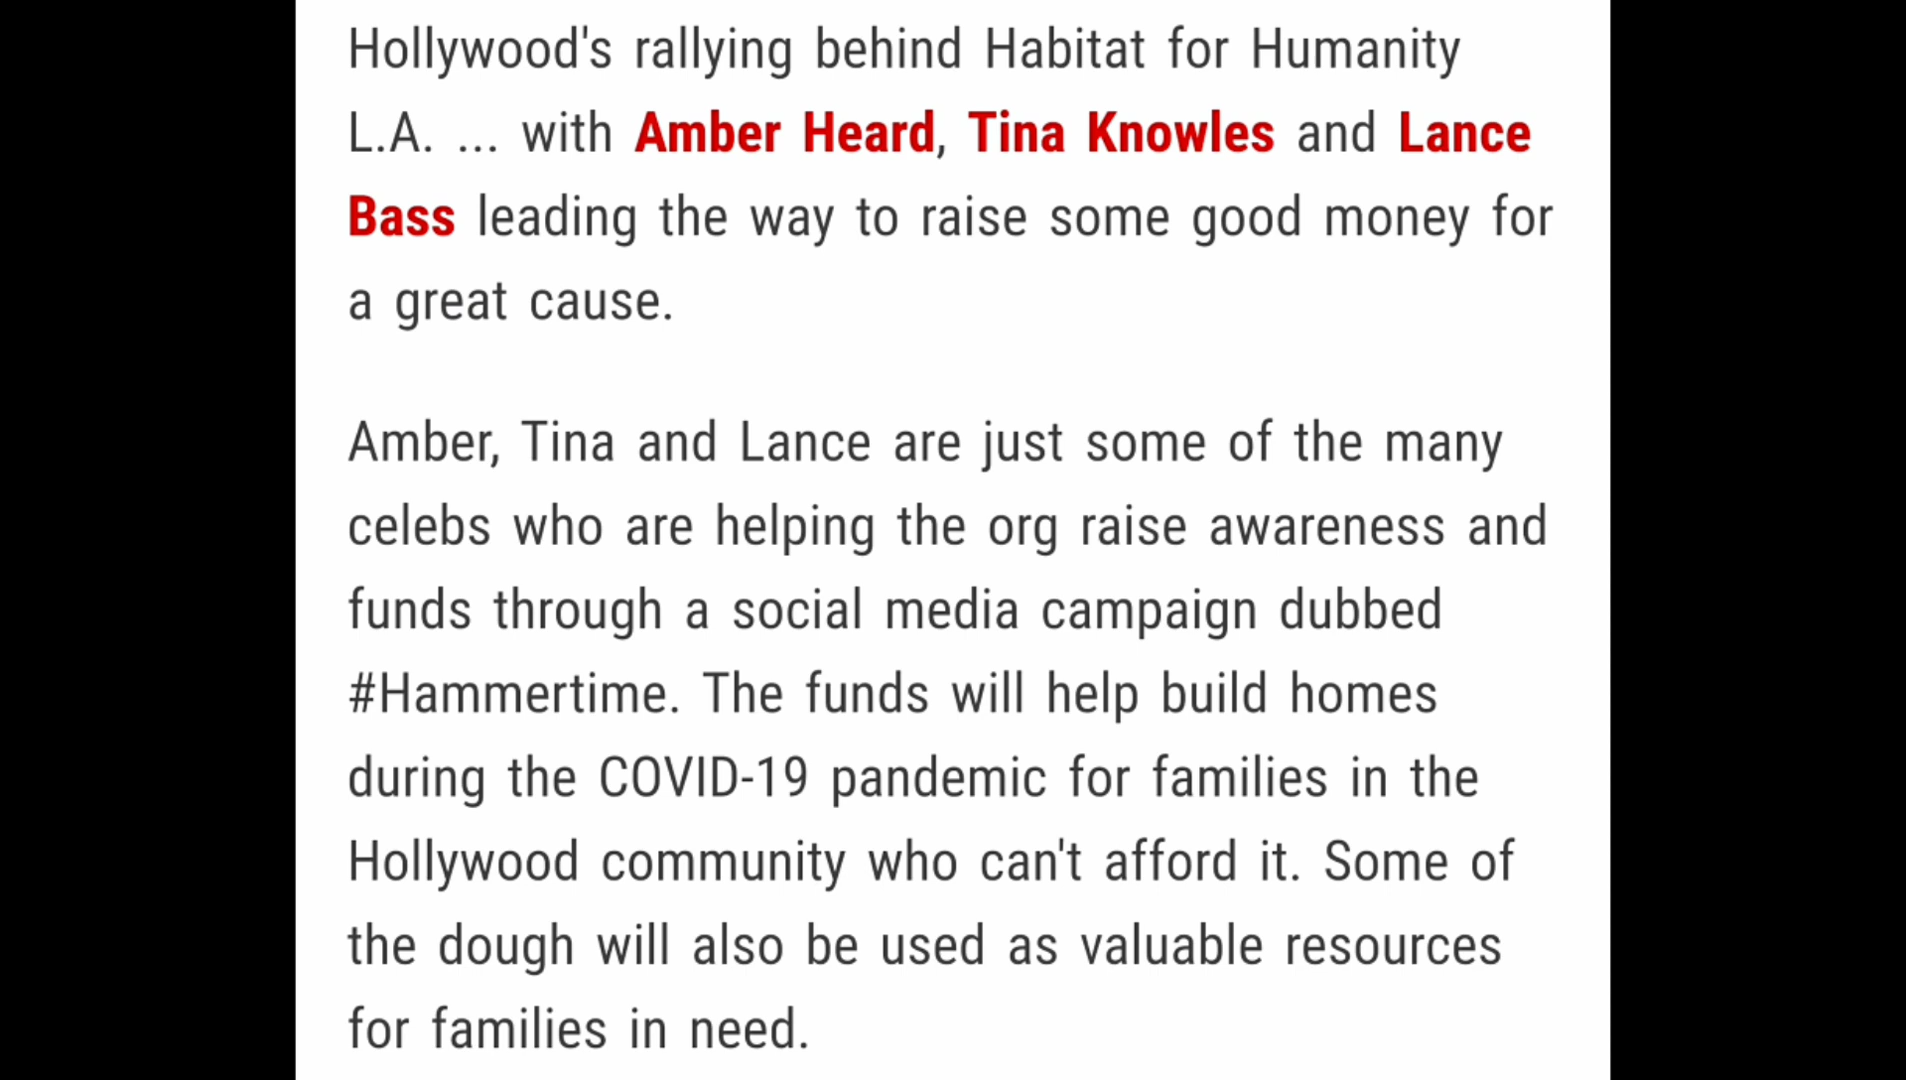 Hollywood's rallying behind Habitat for Humanity
L.A. ... with Amber Heard, Tina Knowles and Lance
Bass leading the way to raise some good money for
a great cause.
Amber, Tina and Lance are just some of the many
celebs who are helping the org raise awareness and
funds through a social media campaign dubbed
#Hammertime. The funds will help build homes
during the COVID-19 pandemic for families in the
Hollywood community who can't afford it. Some of
the dough will also be used as valuable resources
for families in need.